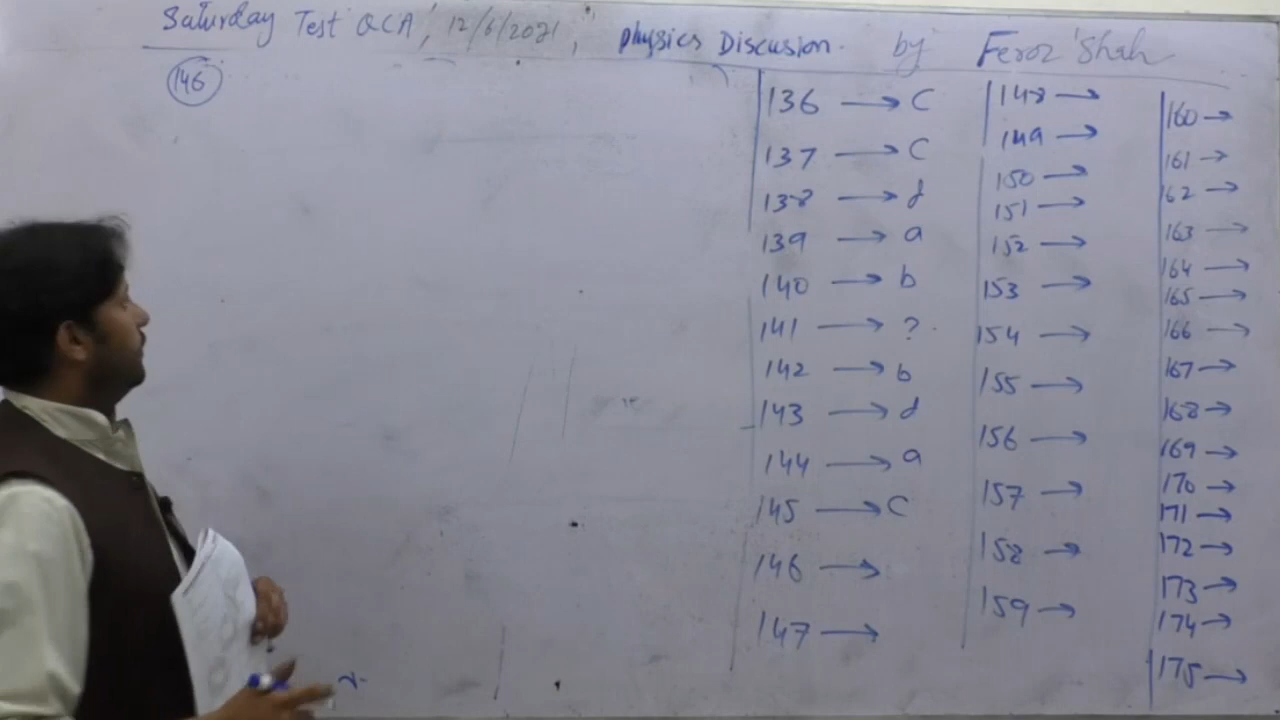 Saturday Test QCA, 12/6/2021, physics Discusion. by Feroz Shah
146
136 → C
137 → C
138 → d
139 → a
140 → b
141 → ?
142 → b
143 → d
144 → a
145 → C
146 →
147 →
148 →
149 →
150 →
151 →
152 →
153 →
154 →
155 →
156 →
157 →
158 →
159 →
160 →
161 →
162 →
163 →
164 →
165 →
166 →
167 →
168 →
169 →
170 →
171 →
172 →
173 →
174 →
175 →